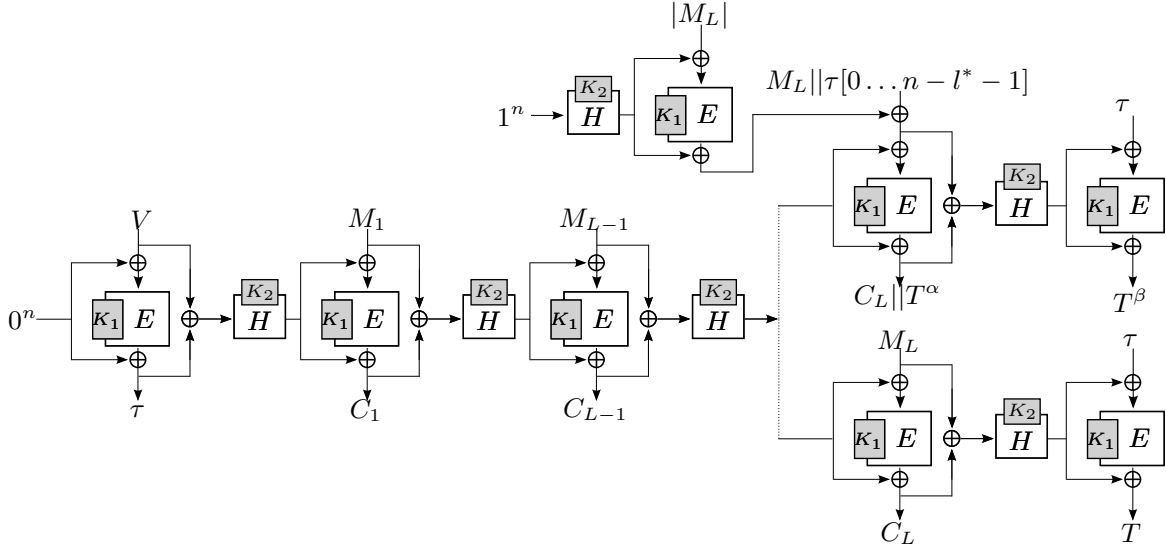 |M_L|
M_L||τ[0 … n − l* − 1]
1^n
K_2
H
K_1
E
τ
K_1
E
K_2
H
K_1
E
C_L||T^α
T^β
V
M_1
M_{L−1}
0^n
K_1
E
K_2
H
K_1
E
K_2
H
K_1
E
K_2
H
τ
C_1
C_{L−1}
M_L
τ
K_1
E
K_2
H
K_1
E
C_L
T